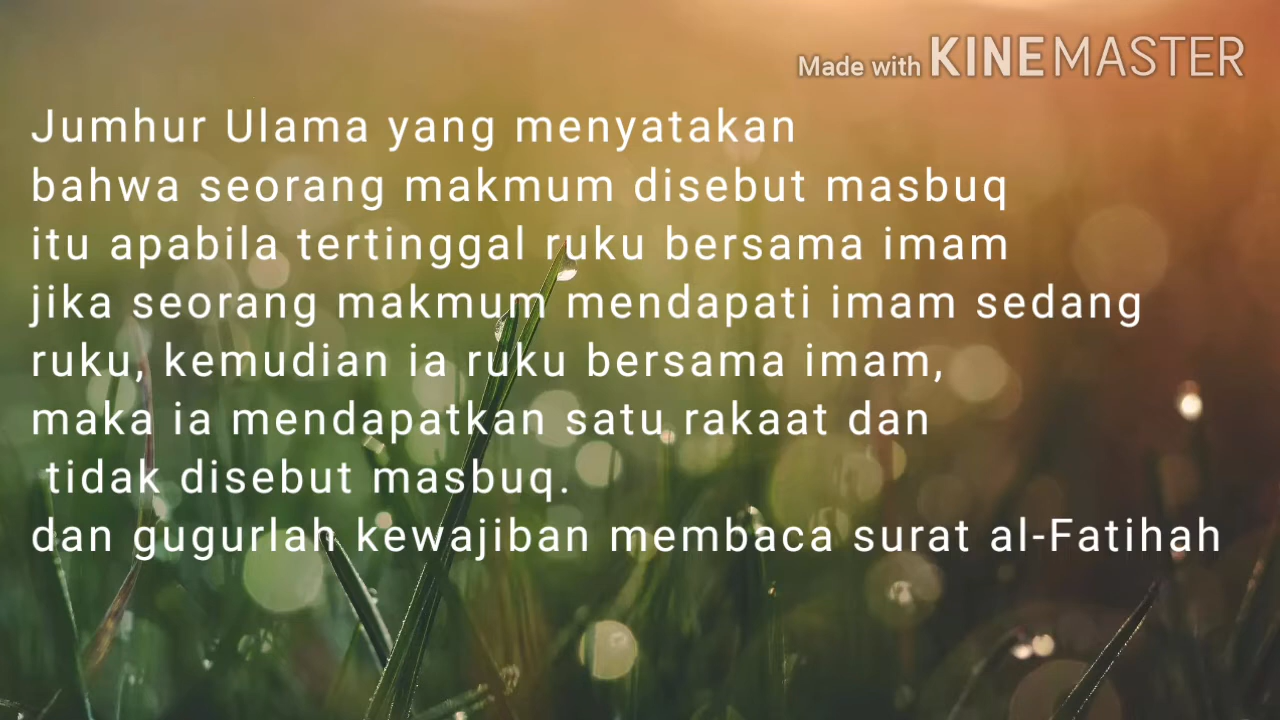 Made with KINEMASTER
Jumhur Ulama yang menyatakan
bahwa seorang makmum disebut masbuq
itu apabila tertinggal ruku bersama imam
jika seorang makmum mendapati imam sedang
ruku, kemudian ia ruku bersama imam,
maka ia mendapatkan satu rakaat dan
tidak disebut masbuq.
dan gugurlah kewajiban membaca surat al-Fatihah